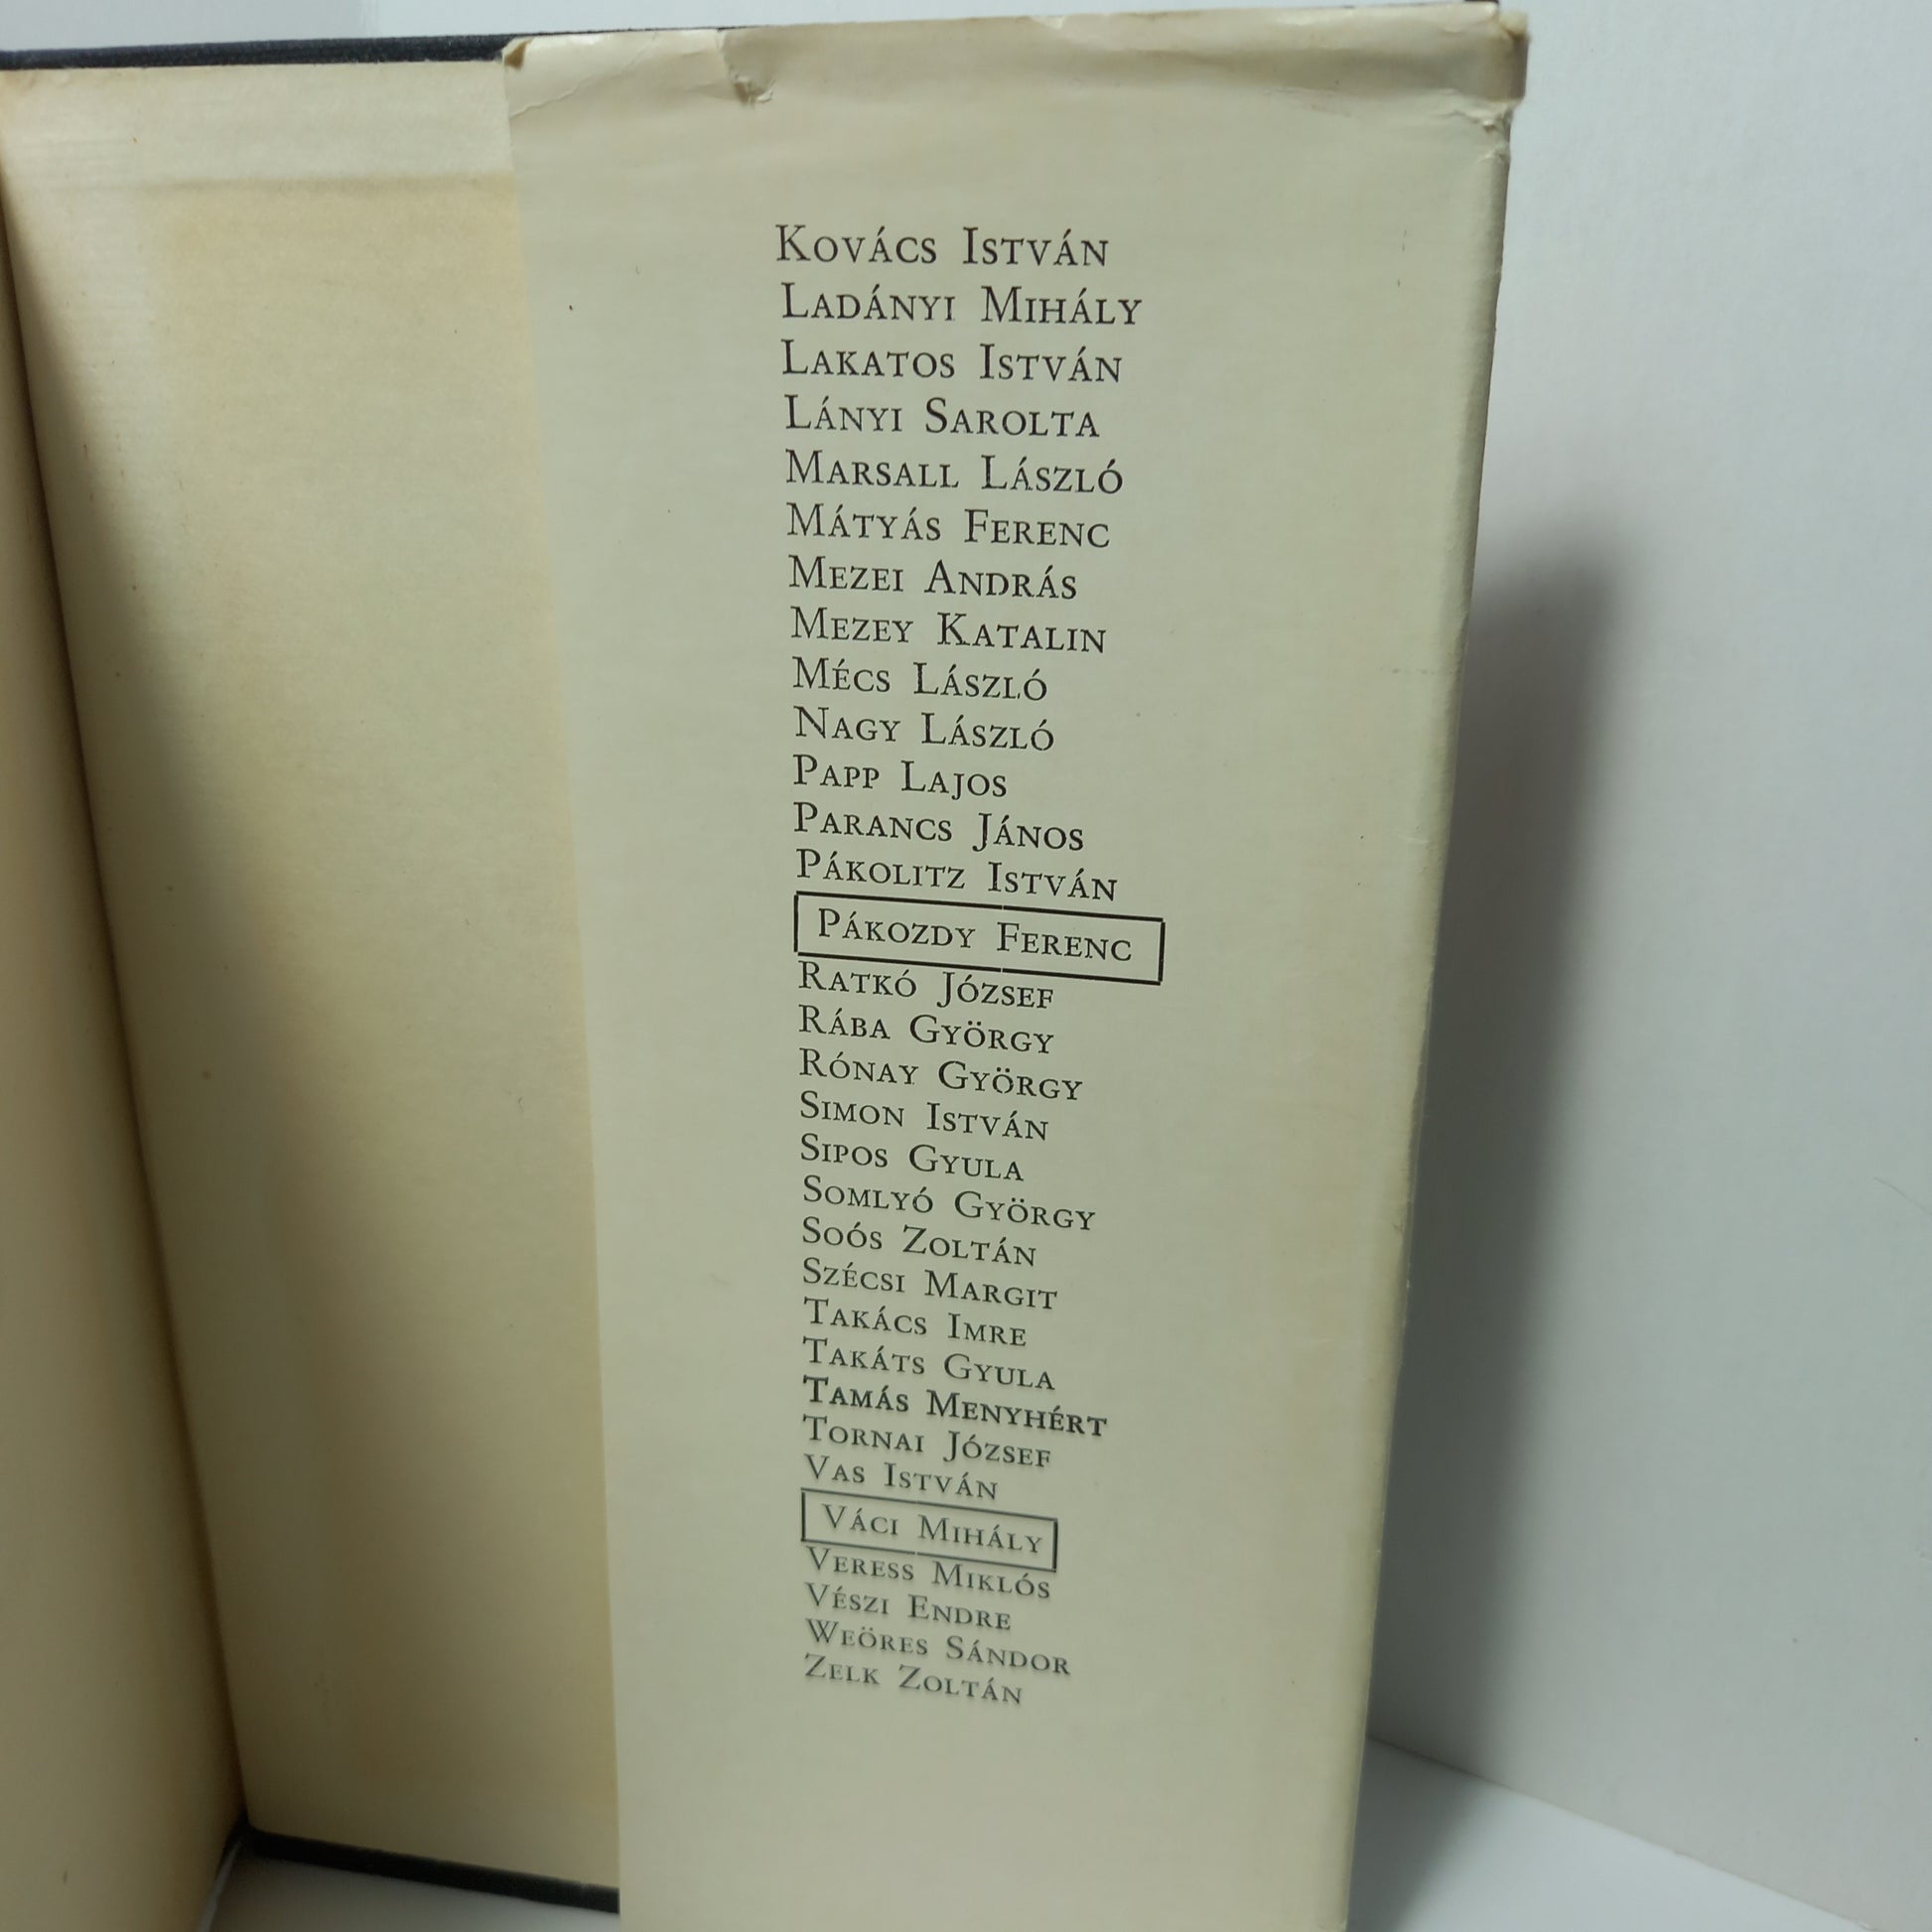 KOVÁCS ISTVÁN
LADÁNYI MIHÁLY
LAKATOS ISTVÁN
LÁNYI SAROLTA
MARSALL LÁSZLÓ
MÁTYÁS FERENC
MEZEI ANDRÁS
MEZEY KATALIN
MÉCS LÁSZLÓ
NAGY LÁSZLÓ
PAPP LAJOS
PARANCS JÁNOS
PÁKOLITZ ISTVÁN
PÁKOZDY FERENC
RATKÓ JÓZSEF
RÁBA GYÖRGY
RÓNAY GYÖRGY
SIMON ISTVÁN
SIPOS GYULA
SOMLYÓ GYÖRGY
SOÓS ZOLTÁN
SZÉCSI MARGIT
TAKÁCS IMRE
TAKÁTS GYULA
TAMÁS MENYHÉRT
TORNAI JÓZSEF
VAS ISTVÁN
VÁCI MIHÁLY
VERESS MIKLÓS
VÉSZI ENDRE
WEÖRES SÁNDOR
ZELK ZOLTÁN